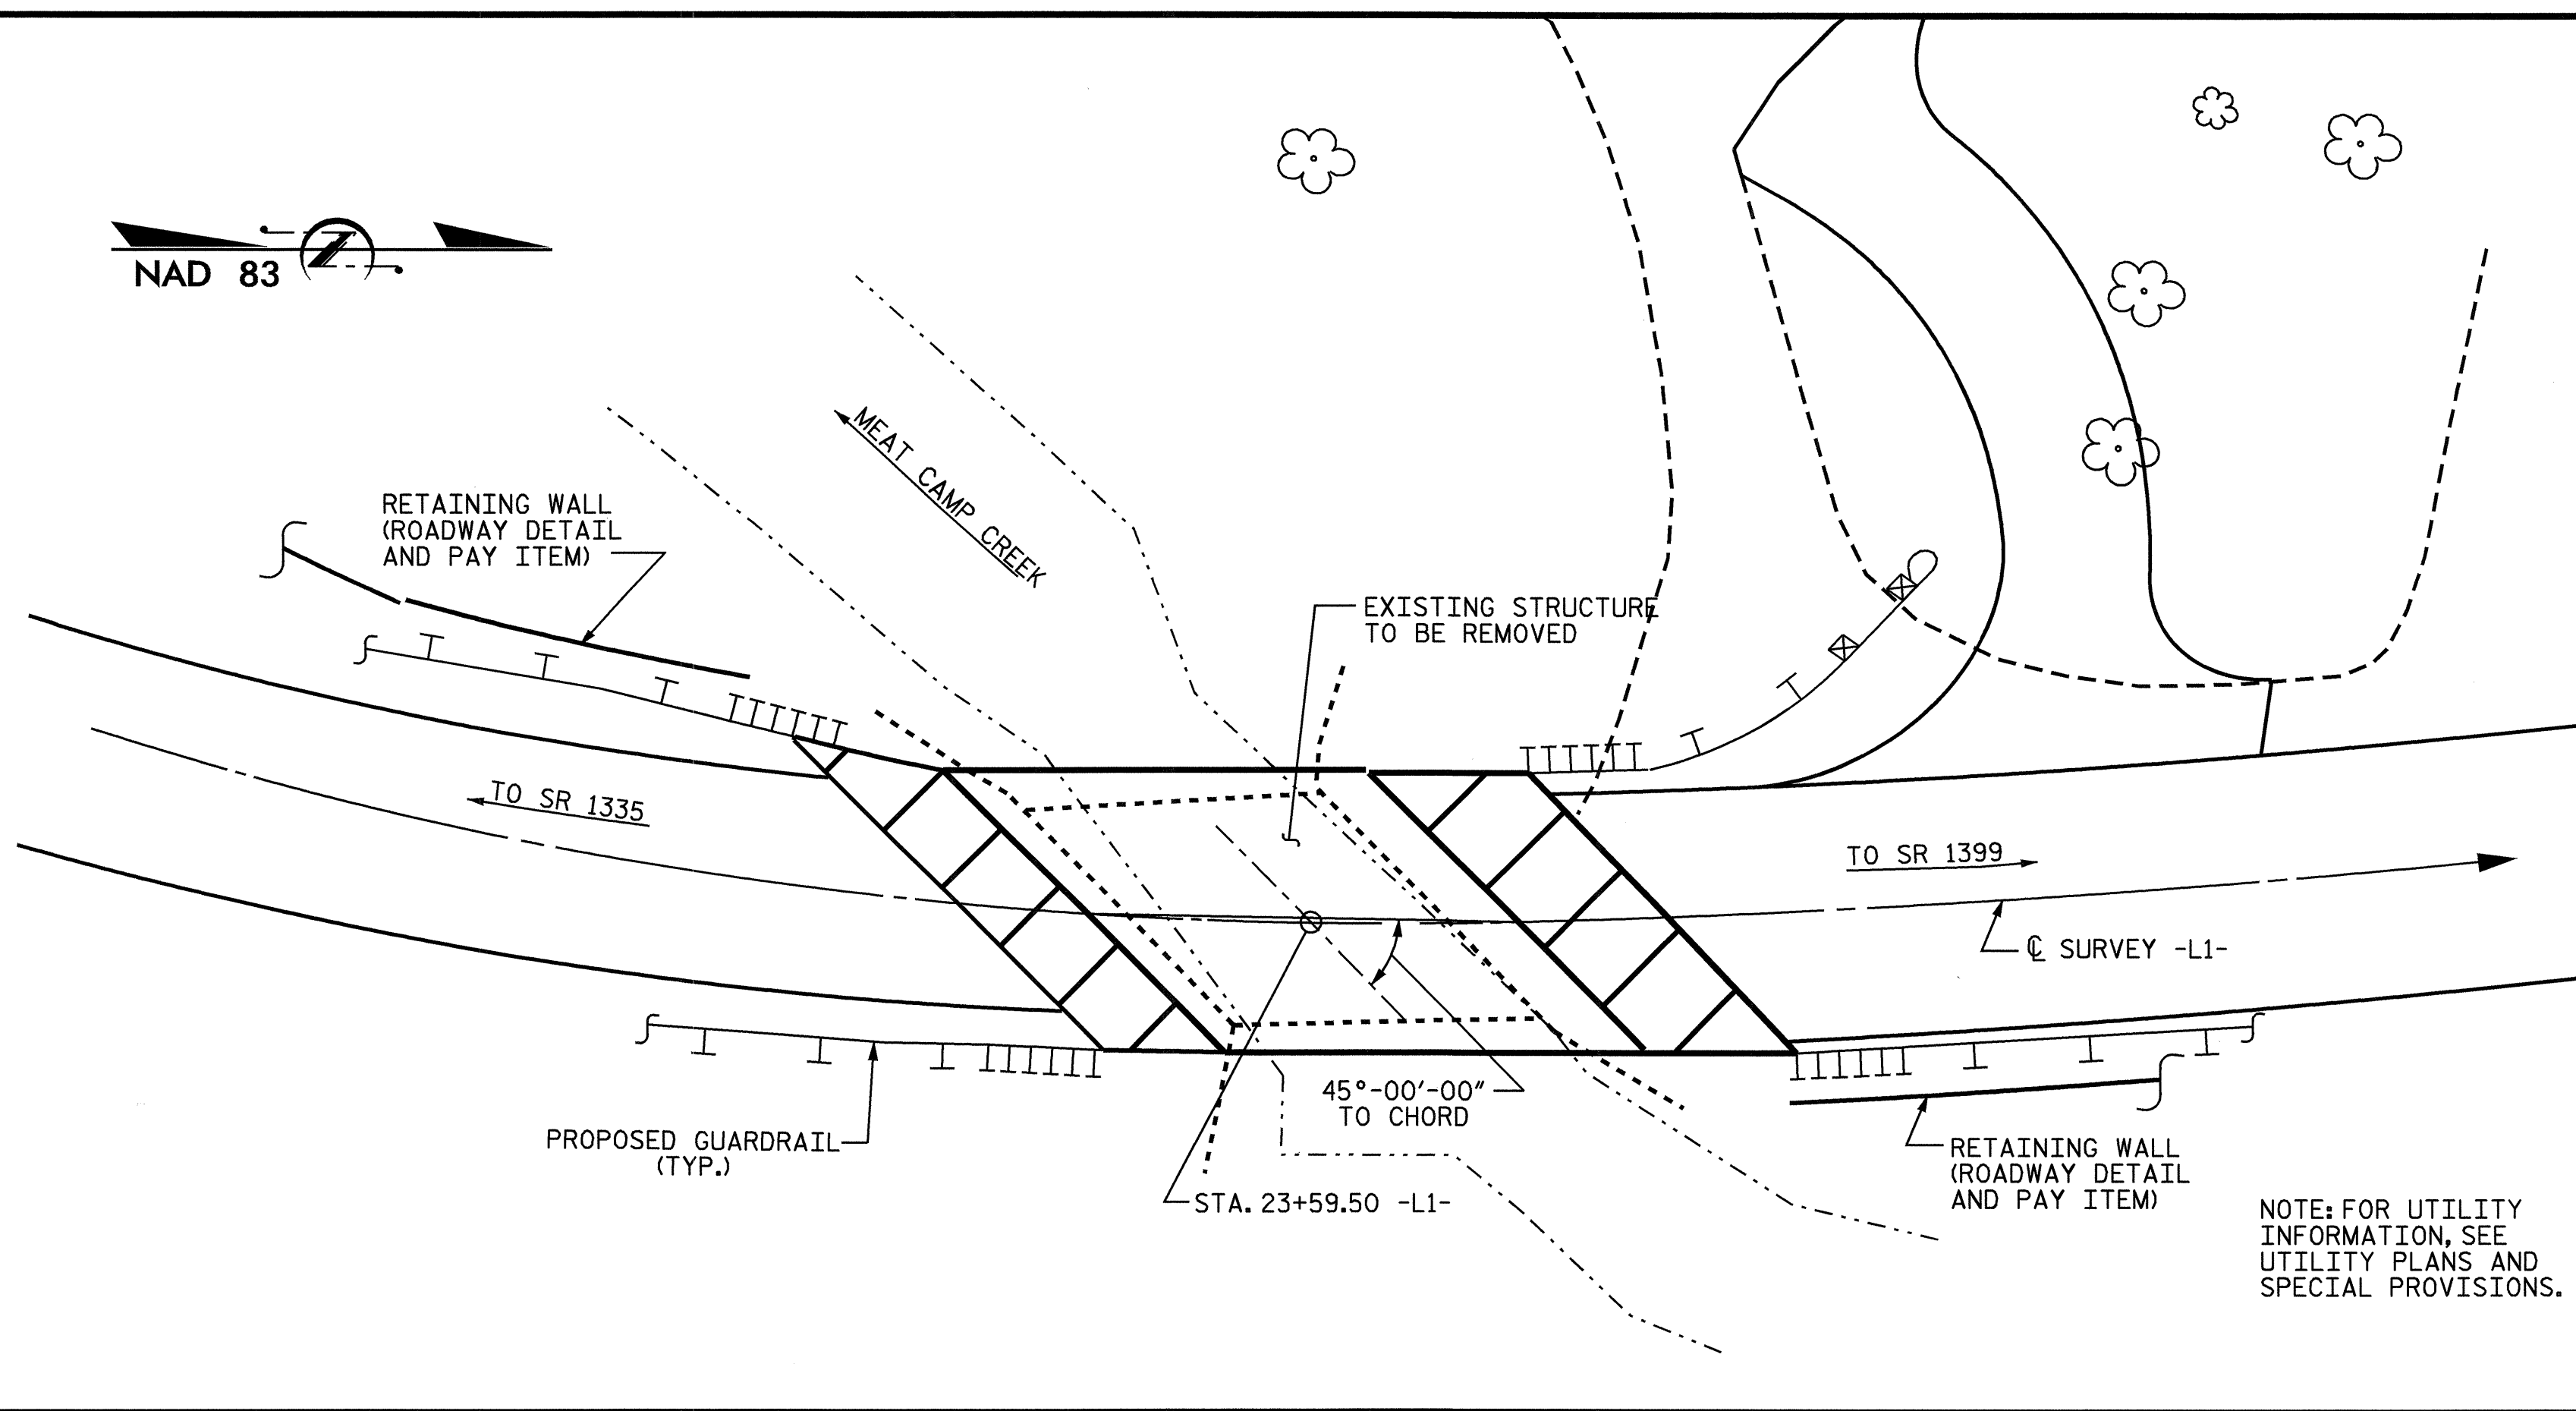 NAD 83
MEAT CAMP CREEK
RETAINING WALL
(ROADWAY DETAIL
AND PAY ITEM)
EXISTING STRUCTURE
TO BE REMOVED
TO SR 1335
TO SR 1399
℄ SURVEY -L1-
45°-00'-00"
TO CHORD
PROPOSED GUARDRAIL
(TYP.)
STA. 23+59.50 -L1-
RETAINING WALL
(ROADWAY DETAIL
AND PAY ITEM)
NOTE: FOR UTILITY
INFORMATION, SEE
UTILITY PLANS AND
SPECIAL PROVISIONS.